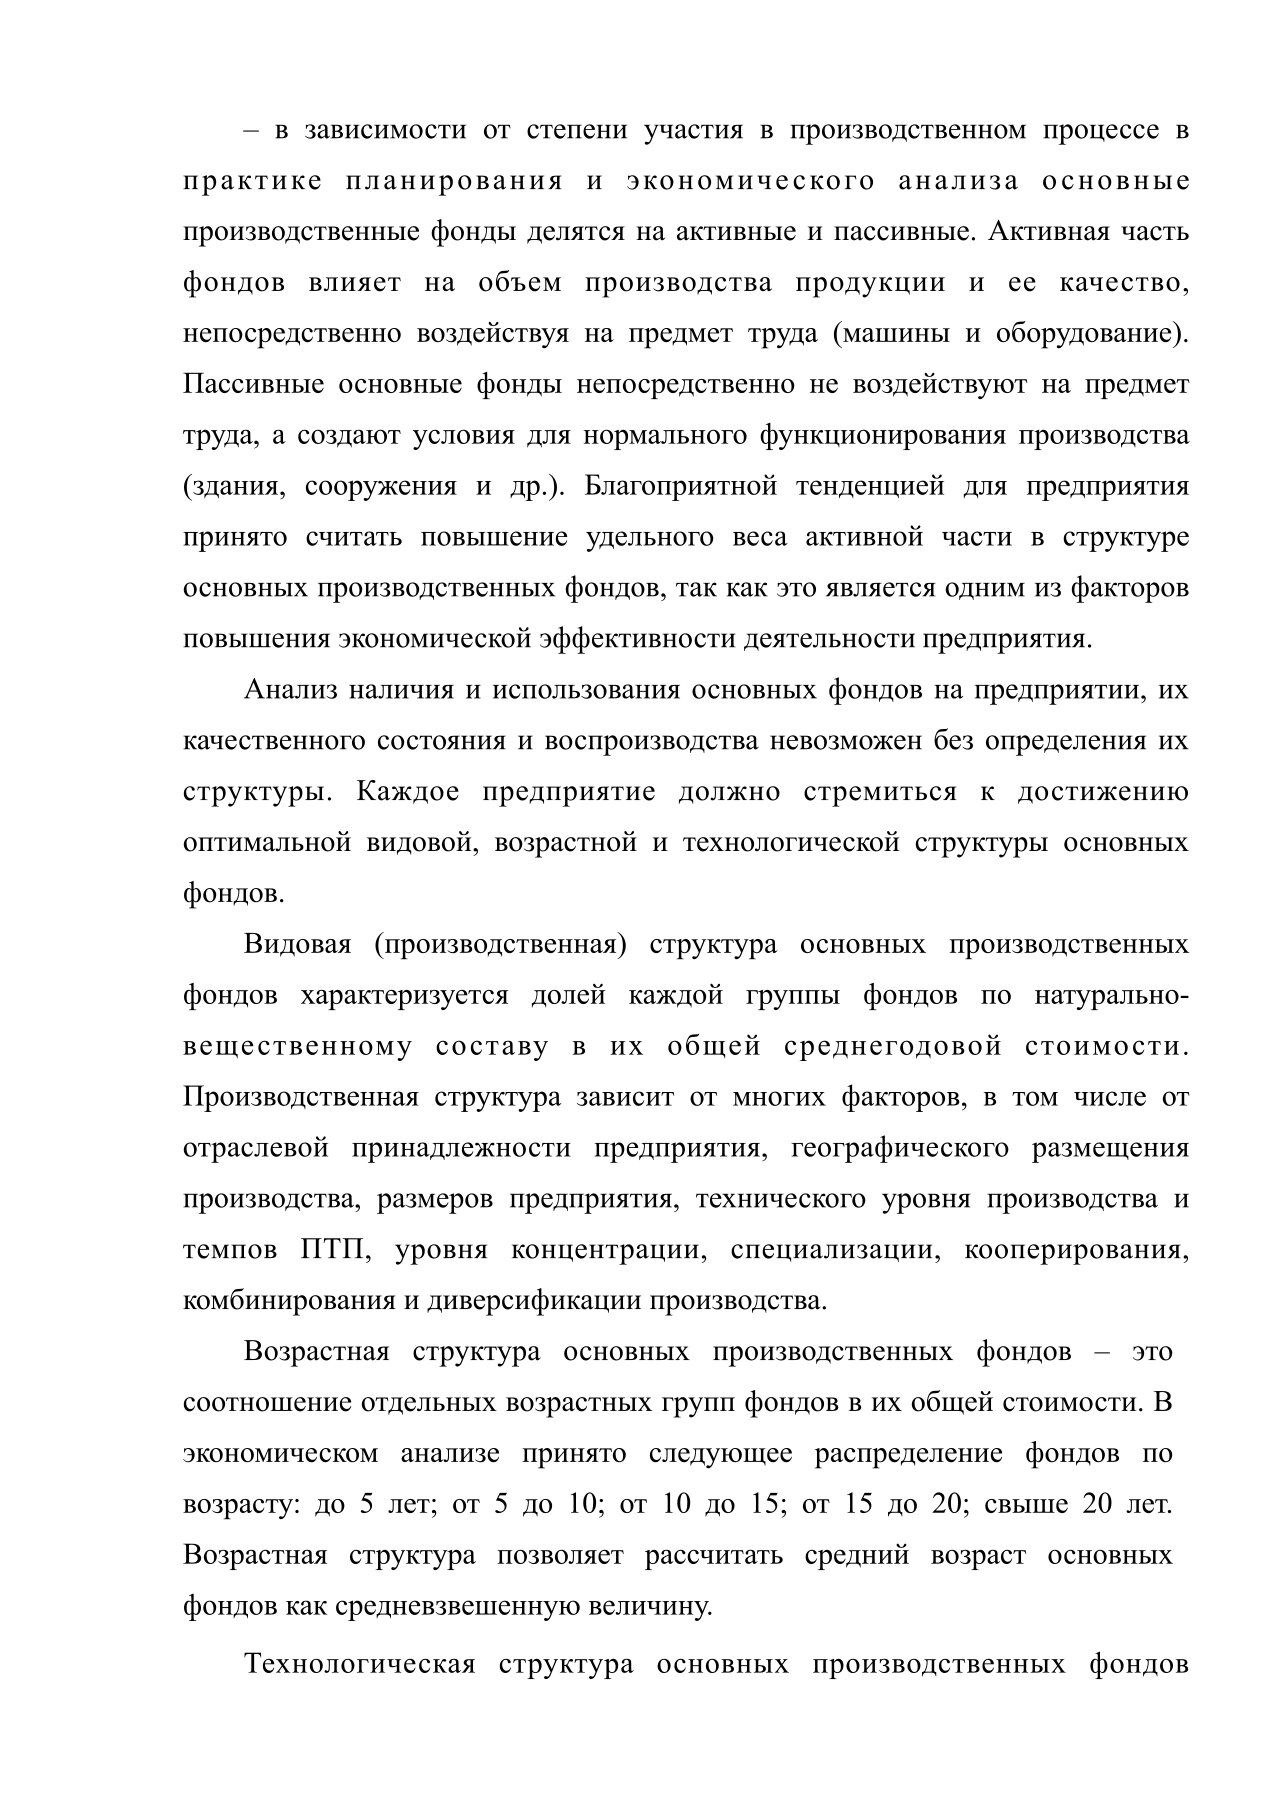 – в зависимости от степени участия в производственном процессе в
практике планирования и экономического анализа основные
производственные фонды делятся на активные и пассивные. Активная часть
фондов влияет на объем производства продукции и ее качество,
непосредственно воздействуя на предмет труда (машины и оборудование).
Пассивные основные фонды непосредственно не воздействуют на предмет
труда, а создают условия для нормального функционирования производства
(здания, сооружения и др.). Благоприятной тенденцией для предприятия
принято считать повышение удельного веса активной части в структуре
основных производственных фондов, так как это является одним из факторов
повышения экономической эффективности деятельности предприятия.
Анализ наличия и использования основных фондов на предприятии, их
качественного состояния и воспроизводства невозможен без определения их
структуры. Каждое предприятие должно стремиться к достижению
оптимальной видовой, возрастной и технологической структуры основных
фондов.
Видовая (производственная) структура основных производственных
фондов характеризуется долей каждой группы фондов по натурально-
вещественному составу в их общей среднегодовой стоимости.
Производственная структура зависит от многих факторов, в том числе от
отраслевой принадлежности предприятия, географического размещения
производства, размеров предприятия, технического уровня производства и
темпов ПТП, уровня концентрации, специализации, кооперирования,
комбинирования и диверсификации производства.
Возрастная структура основных производственных фондов – это
соотношение отдельных возрастных групп фондов в их общей стоимости. В
экономическом анализе принято следующее распределение фондов по
возрасту: до 5 лет; от 5 до 10; от 10 до 15; от 15 до 20; свыше 20 лет.
Возрастная структура позволяет рассчитать средний возраст основных
фондов как средневзвешенную величину.
Технологическая структура основных производственных фондов